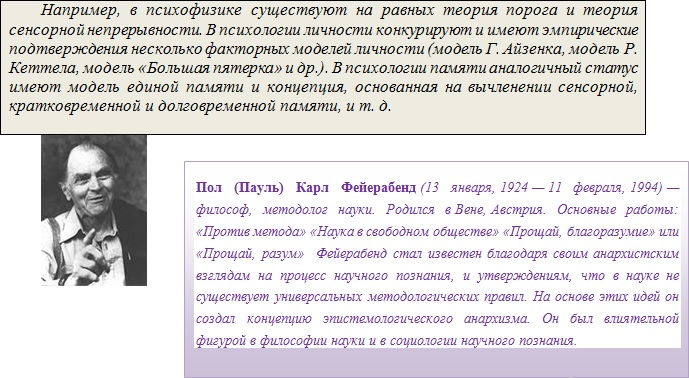 Например, в психофизике существуют на равных теория порога и теория
сенсорной непрерывности. В психологии личности конкурируют и имеют эмпирические
подтверждения несколько факторных моделей личности (модель Г. Айзенка, модель Р.
Кеттела, модель «Большая пятерка» и др.). В психологии памяти аналогичный статус
имеют модель единой памяти и концепция, основанная на вычленении сенсорной,
кратковременной и долговременной памяти, и т. д.
Пол (Пауль) Карл Фейерабенд (13 января, 1924 — 11 февраля, 1994) —
философ, методолог науки. Родился в Вене, Австрия. Основные работы:
«Против метода» «Наука в свободном обществе» «Прощай, благоразумие» или
«Прощай, разум» Фейерабенд стал известен благодаря своим анархистским
взглядам на процесс научного познания, и утверждениям, что в науке не
существует универсальных методологических правил. На основе этих идей он
создал концепцию эпистемологического анархизма. Он был влиятельной
фигурой в философии науки и в социологии научного познания.